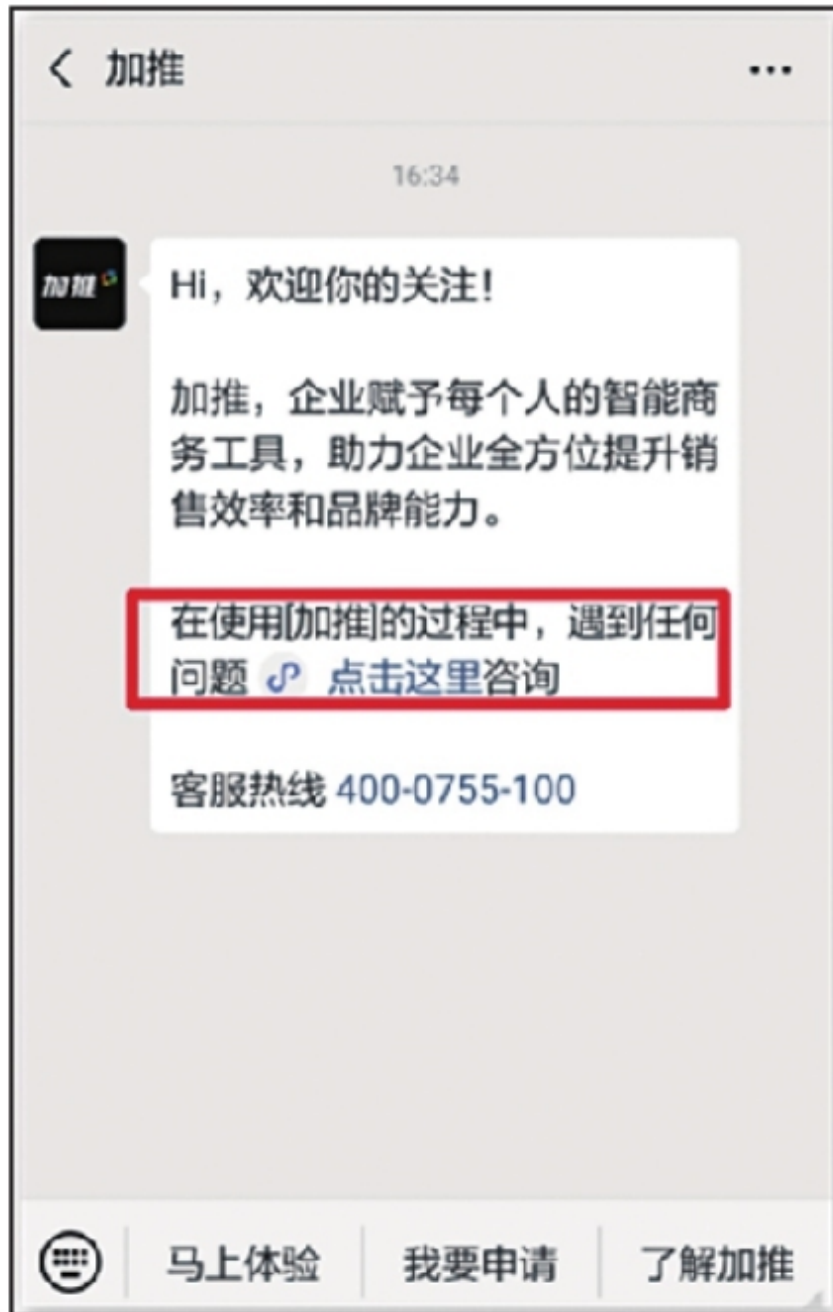 加推
16:34
加推
Hi，欢迎你的关注！
加推，企业赋予每个人的智能商
务工具，助力企业全方位提升销
售效率和品牌能力。
在使用[加推]的过程中，遇到任何
问题 点击这里咨询
客服热线 400-0755-100
马上体验
我要申请
了解加推